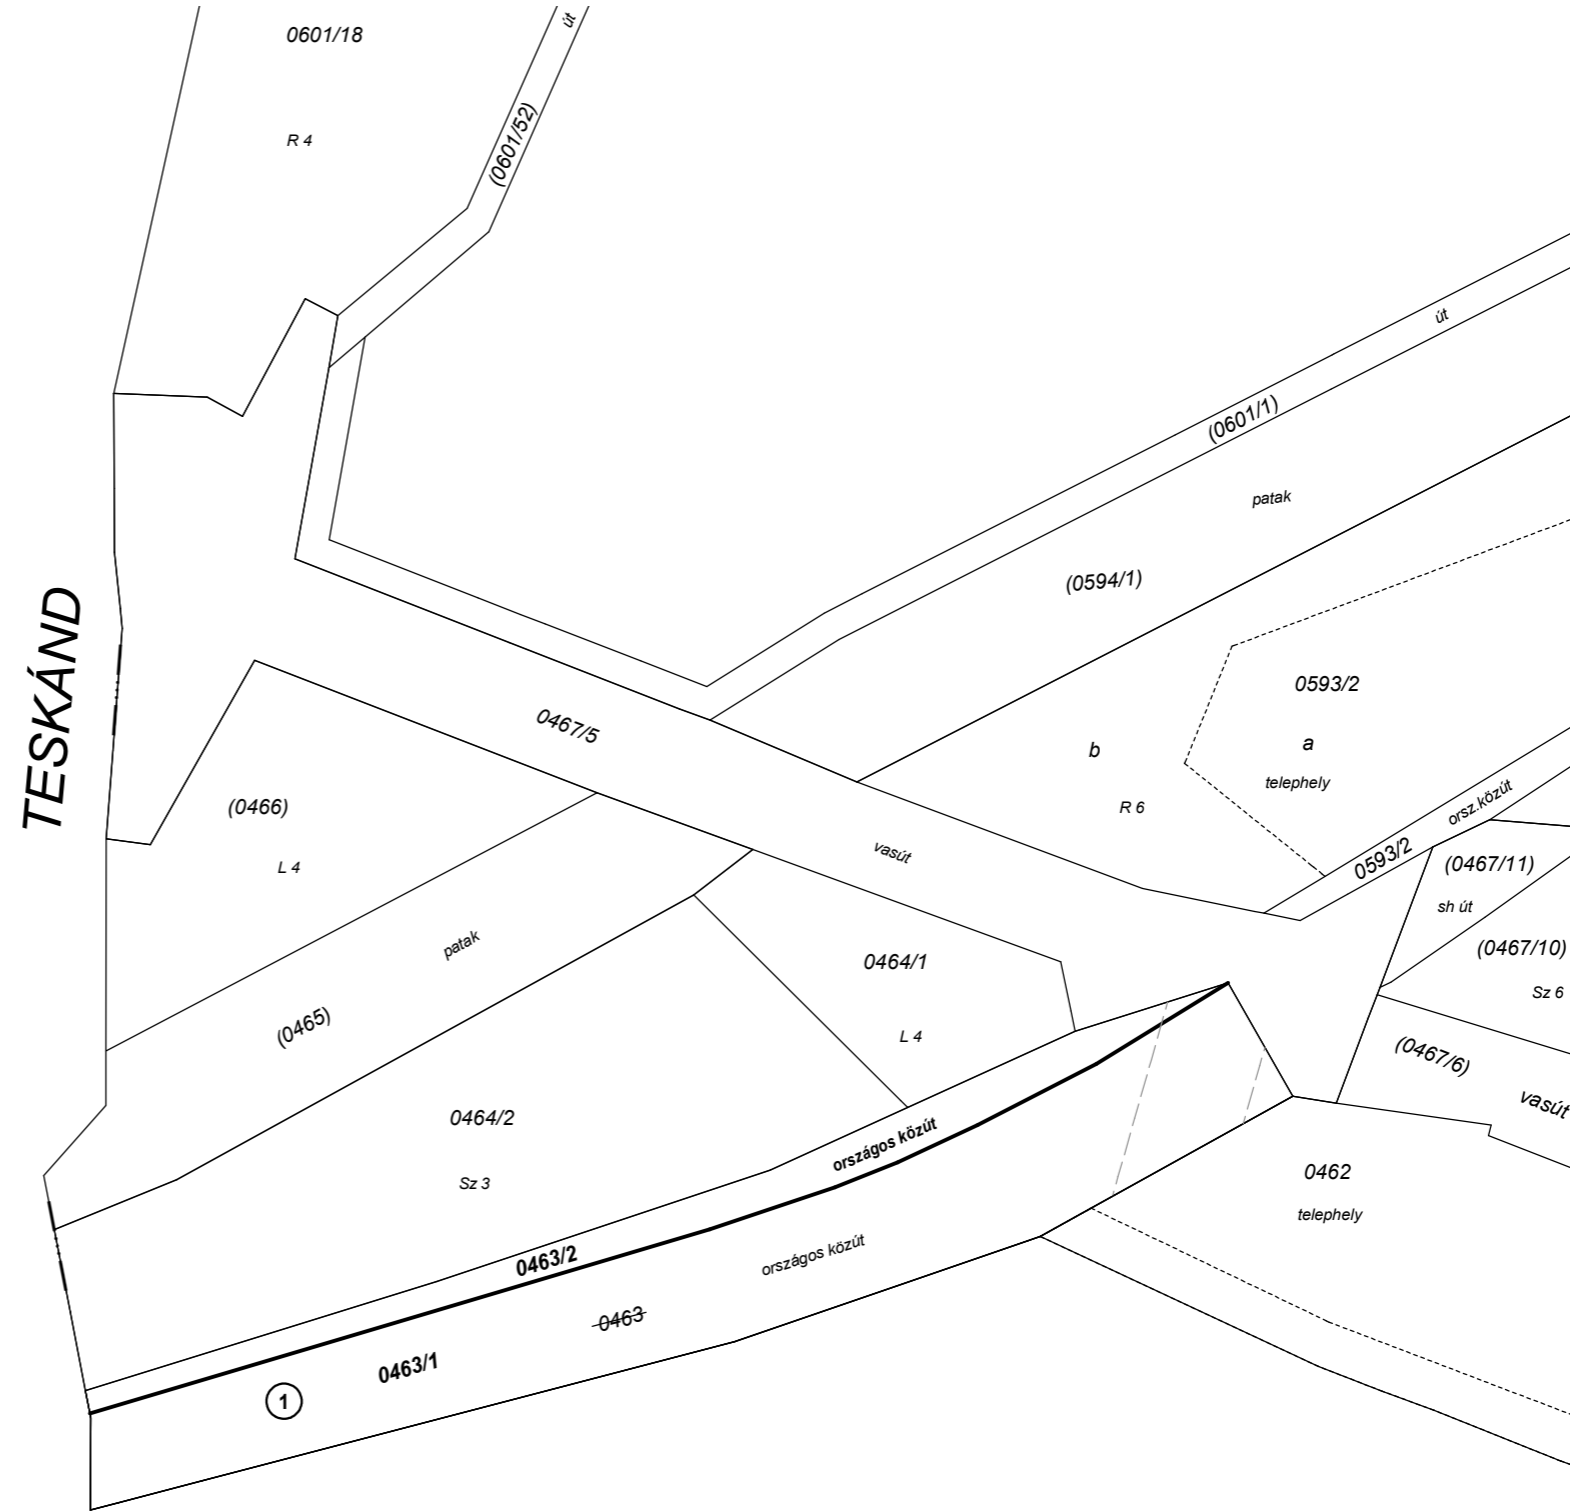 0601/18
út
R 4
(0601/52)
út
(0601/1)
patak
(0594/1)
TESKÁND
0593/2
0467/5
b
a
telephely
(0466)
R 6
orsz.közút
vasút
0593/2
L 4
(0467/11)
sh út
patak
0464/1
(0467/10)
Sz 6
(0465)
L 4
(0467/6)
vasút
0464/2
országos közút
0462
Sz 3
telephely
0463/2
országos közút
0463
0463/1
1